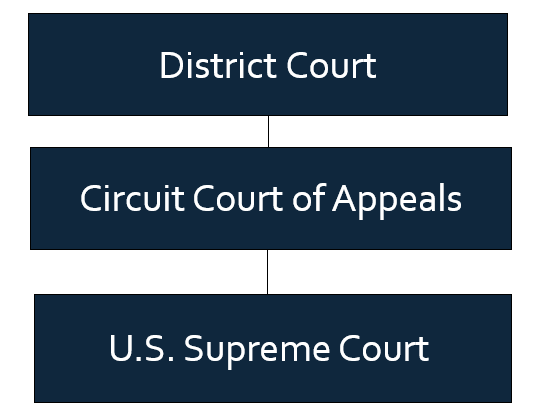 District Court
Circuit Court of Appeals
U.S. Supreme Court